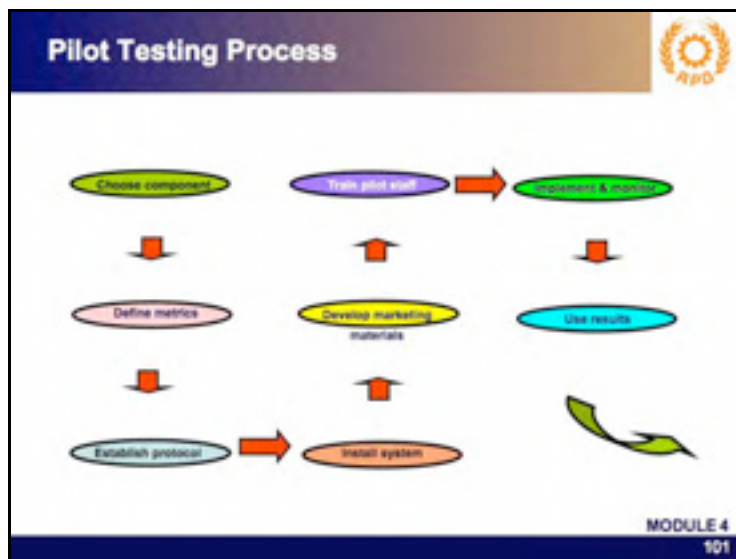 Pilot Testing Process
RPD
Choose component
Define metrics
Establish protocol
Install system
Develop marketing
materials
Train pilot staff
Implement & monitor
Use results
MODULE 4
101